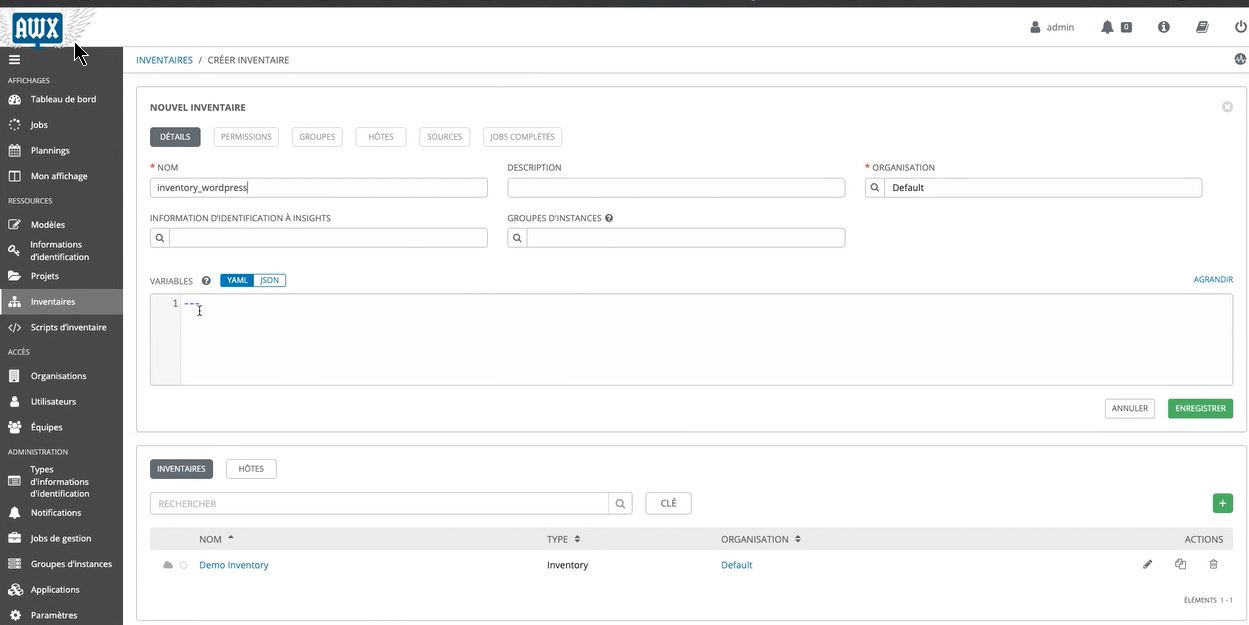 AWX
admin
0
AFFICHAGES
Tableau de bord
Jobs
Plannings
Mon affichage
RESSOURCES
Modèles
Informations
d'identification
Projets
Inventaires
Scripts d'inventaire
ACCÈS
Organisations
Utilisateurs
Équipes
ADMINISTRATION
Types
d'informations
d'identification
Notifications
Jobs de gestion
Groupes d'instances
Applications
Paramètres
INVENTAIRES / CRÉER INVENTAIRE
NOUVEL INVENTAIRE
DÉTAILS PERMISSIONS GROUPES HÔTES SOURCES JOBS COMPLÉTÉS
* NOM DESCRIPTION * ORGANISATION
inventory_wordpress Default
INFORMATION D'IDENTIFICATION À INSIGHTS GROUPES D'INSTANCES ?
VARIABLES ? YAML JSON AGRANDIR
1 ---
ANNULER ENREGISTRER
INVENTAIRES HÔTES
RECHERCHER CLÉ +
NOM TYPE ORGANISATION ACTIONS
Demo Inventory Inventory Default
ÉLÉMENTS 1 - 1